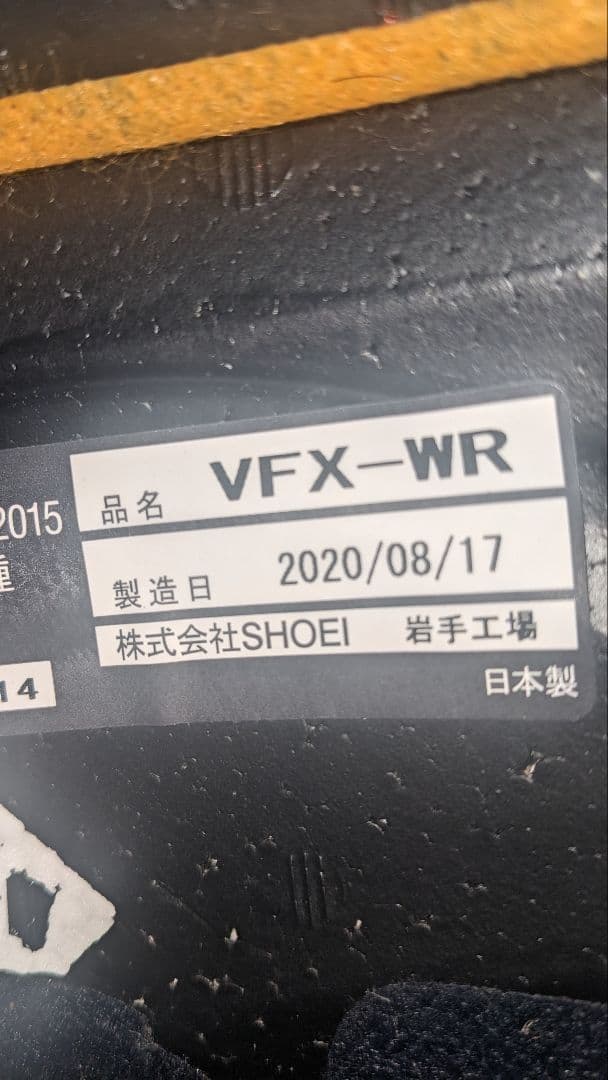 品名 VFX-WR
2015
製造日 2020/08/17
株式会社SHOEI 岩手工場
14
日本製